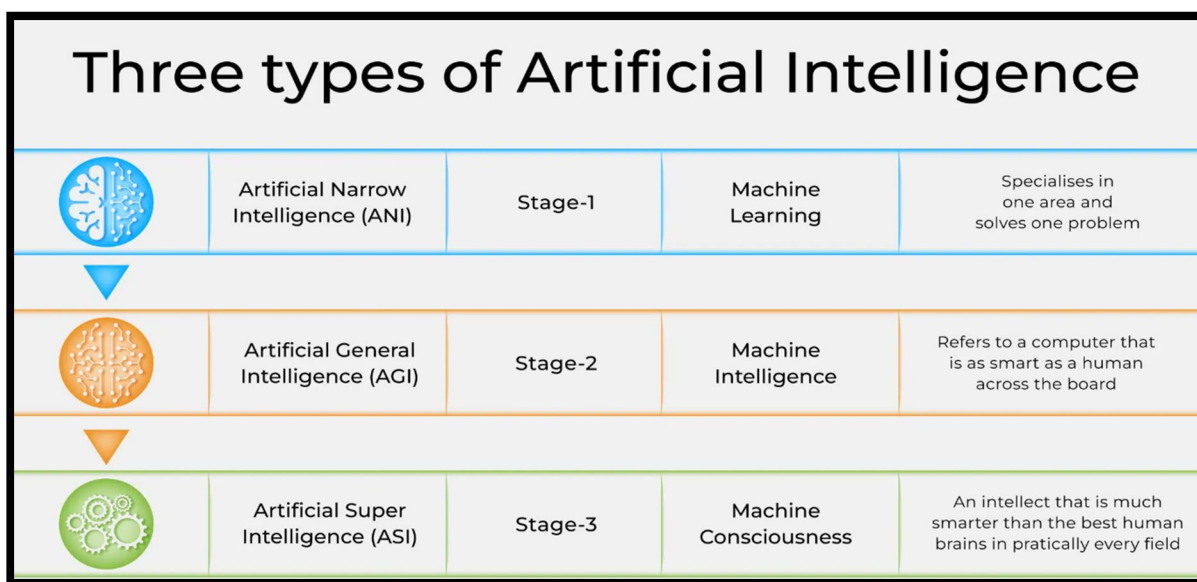 Three types of Artificial Intelligence
Artificial Narrow
Intelligence (ANI)
Stage-1
Machine
Learning
Specialises in
one area and
solves one problem
Artificial General
Intelligence (AGI)
Stage-2
Machine
Intelligence
Refers to a computer that
is as smart as a human
across the board
Artificial Super
Intelligence (ASI)
Stage-3
Machine
Consciousness
An intellect that is much
smarter than the best human
brains in pratically every field